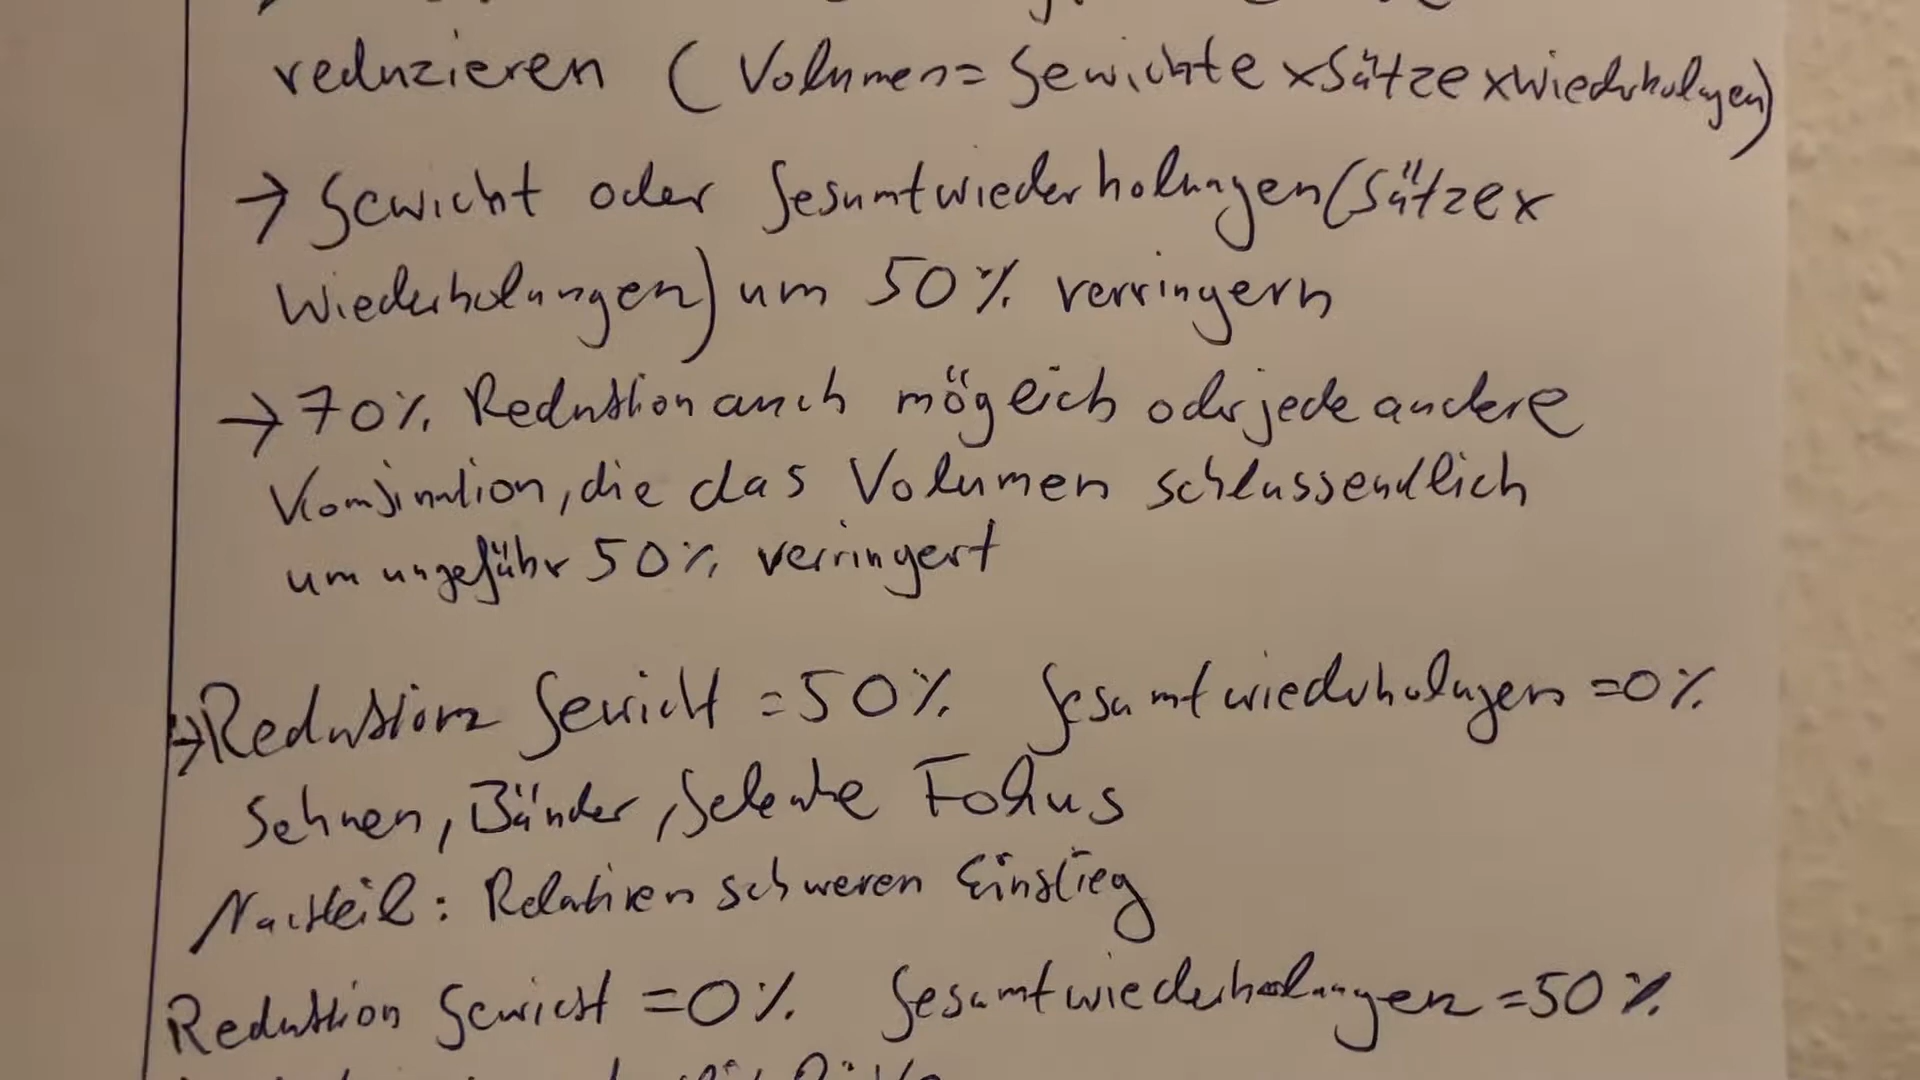 reduzieren (Volumen = Gewichte x Sätze x Wiederholungen)
→ Gewicht oder Gesamtwiederholungen (Sätze x
Wiederholungen) um 50% verringern
→ 70% Reduktion auch möglich oder jede andere
Kombination, die das Volumen schlussendlich
um ungefähr 50% verringert
→ Reduktion Gewicht = 50% Gesamtwiederholungen = 0%
Sehnen, Bänder, Gelenke Fokus
Nachteil: Relativen schweren Einstieg
Reduktion Gewicht = 0% Gesamtwiederholungen = 50%